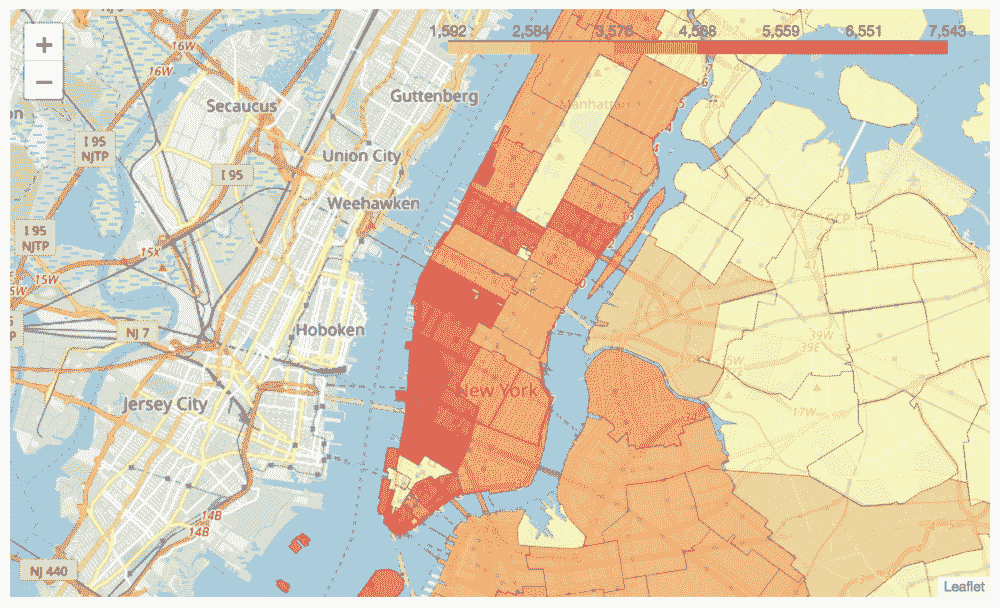 1,592 2,584 3,576 4,568 5,559 6,551 7,543
+
−
16W
16W
Guttenberg
Secaucus
Manhattan
I 95
NJTP
Union City
I 95
Weehawken
I 95
NJTP
GCP
15X
15W
NJ 7
Hoboken
39W
39E
17W
New York
Jersey City
17W
14B
14B
NJ 440
Leaflet